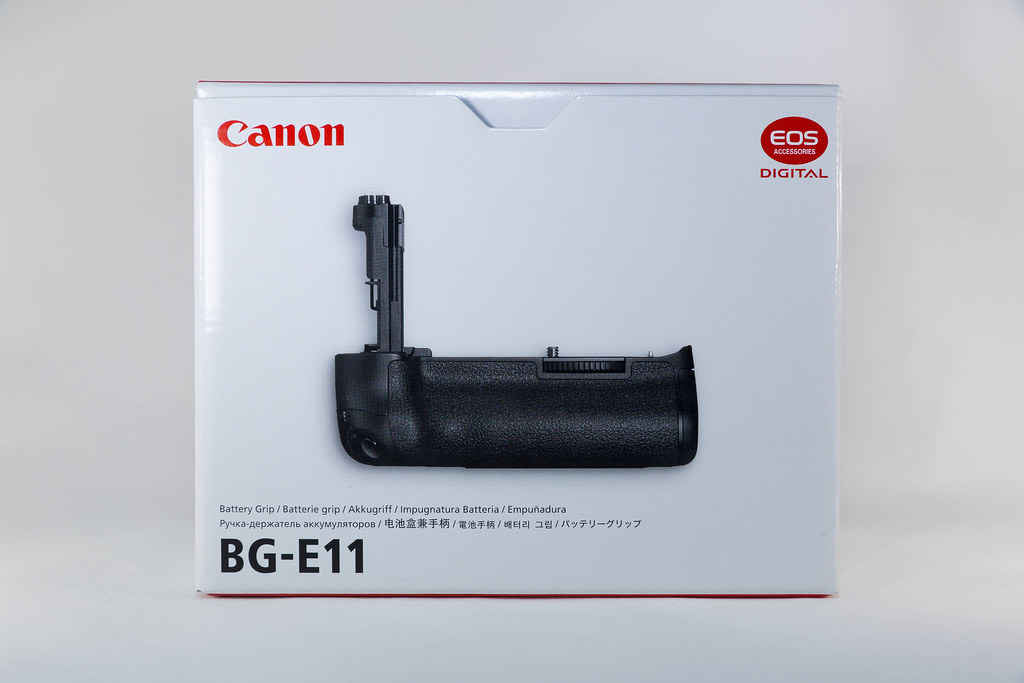 Canon
EOS
ACCESSORIES
DIGITAL
Battery Grip / Batterie grip / Akkugriff / Impugnatura Batteria / Empuñadura
Ручка-держатель аккумуляторов / 电池盒兼手柄 / 電池手柄 / 배터리 그립 / バッテリーグリップ
BG-E11